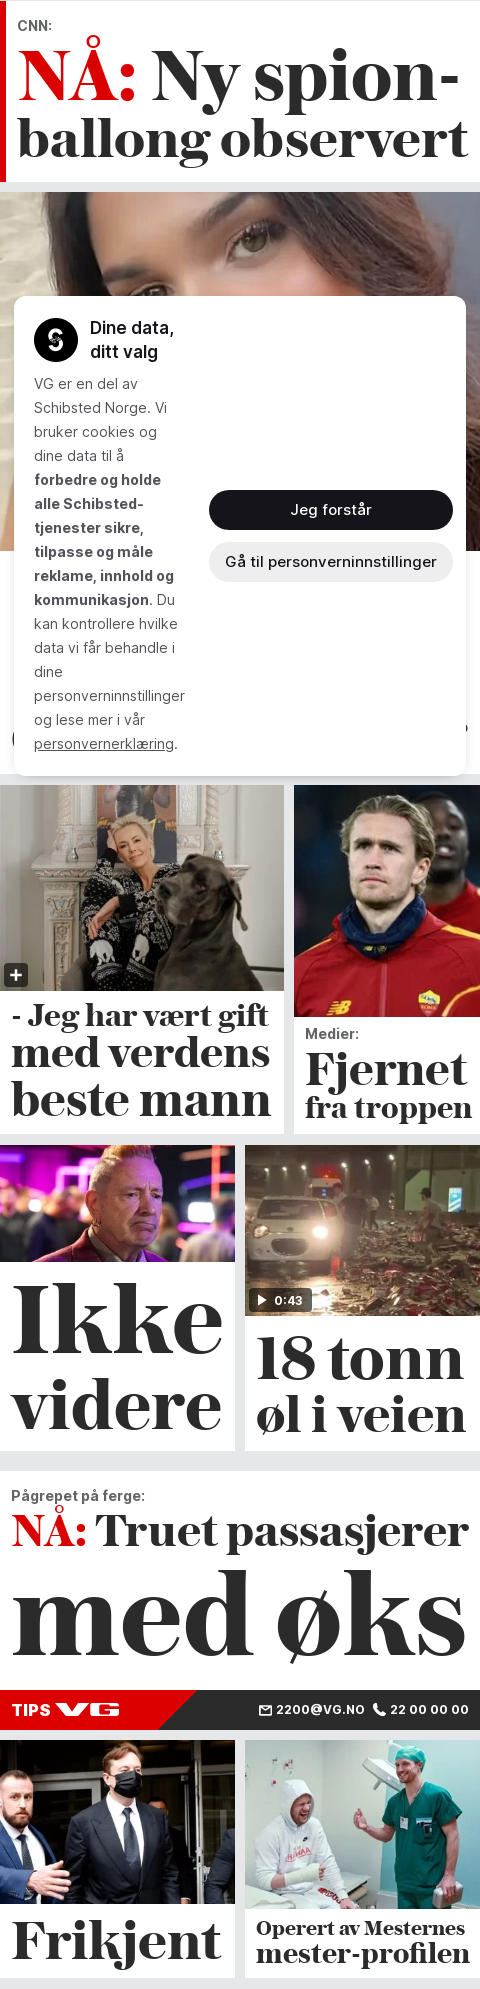 CNN:
NÅ: Ny spion-
ballong observert
Dine data,
ditt valg
VG er en del av
Schibsted Norge. Vi
bruker cookies og
dine data til å
forbedre og holde
alle Schibsted-
tjenester sikre,
tilpasse og måle
reklame, innhold og
kommunikasjon. Du
kan kontrollere hvilke
data vi får behandle i
dine
personverninnstillinger
og lese mer i vår
personvernerklæring.
Jeg forstår
Gå til personverninnstillinger
- Jeg har vært gift
med verdens
beste mann
Medier:
Fjernet
fra troppen
Ikke
videre
0:43
18 tonn
øl i veien
Pågrepet på ferge:
NÅ: Truet passasjerer
med øks
TIPS VG
2200@VG.NO
22 00 00 00
Frikjent
Operert av Mesternes
mester-profilen